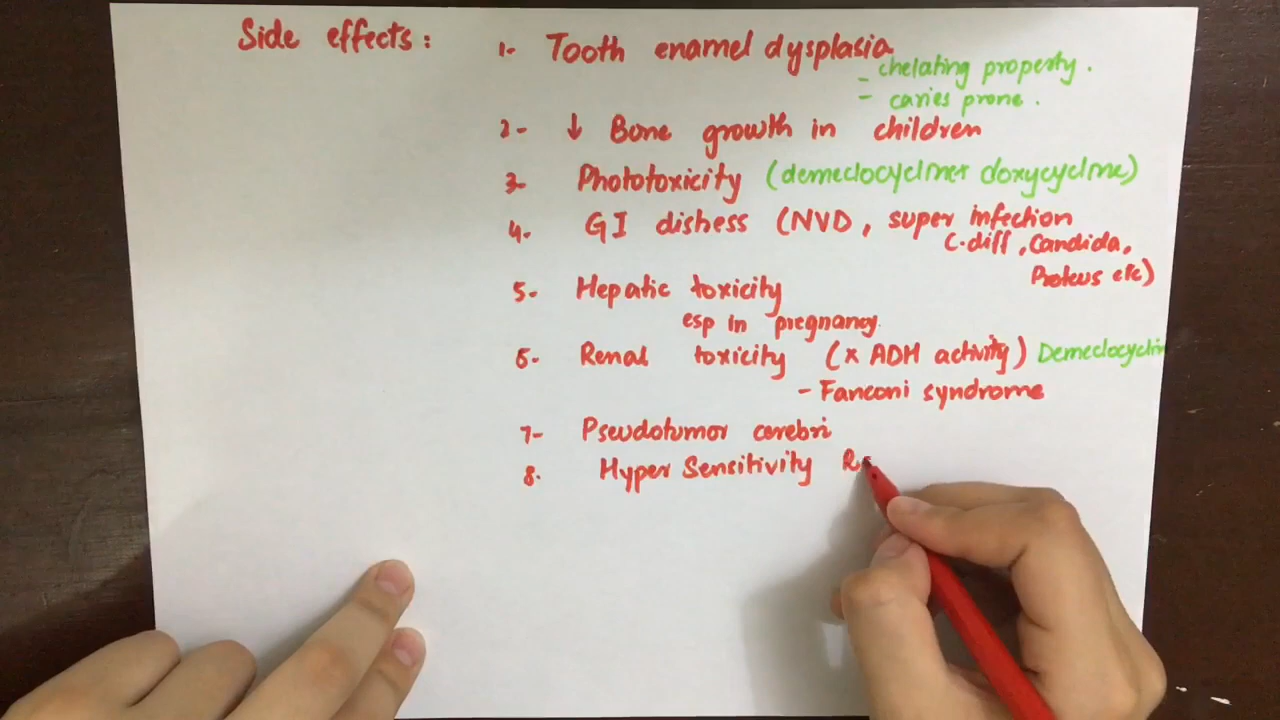 Side effects: 1- Tooth enamel dysplasia
- chelating property.
- caries prone.
2- ↓ Bone growth in children
3- Phototoxicity (demeclocycline doxycycline)
4. GI distress (NVD, super infection
C.diff, Candida,
Proteus etc)
5. Hepatic toxicity
esp in pregnancy.
6. Renal toxicity (x ADH activity) Demeclocyclin
- Fanconi syndrome
7- Pseudotumor cerebri
8. Hyper Sensitivity R